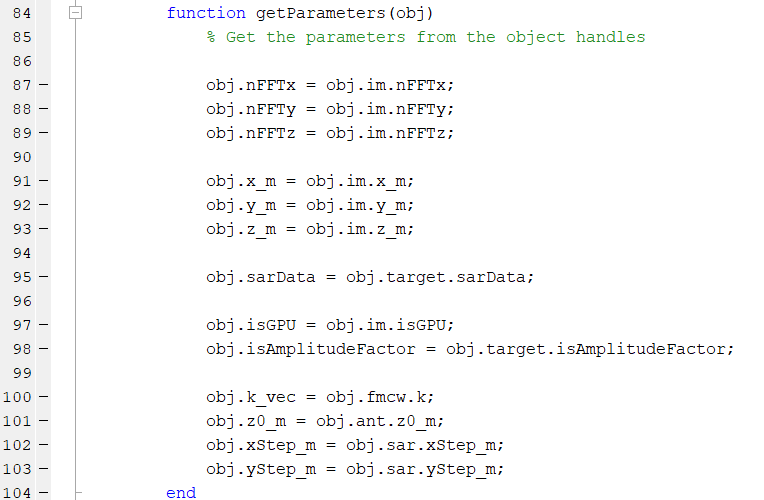 84 function getParameters(obj)
85 % Get the parameters from the object handles
86
87 obj.nFFTx = obj.im.nFFTx;
88 obj.nFFTy = obj.im.nFFTy;
89 obj.nFFTz = obj.im.nFFTz;
90
91 obj.x_m = obj.im.x_m;
92 obj.y_m = obj.im.y_m;
93 obj.z_m = obj.im.z_m;
94
95 obj.sarData = obj.target.sarData;
96
97 obj.isGPU = obj.im.isGPU;
98 obj.isAmplitudeFactor = obj.target.isAmplitudeFactor;
99
100 obj.k_vec = obj.fmcw.k;
101 obj.z0_m = obj.ant.z0_m;
102 obj.xStep_m = obj.sar.xStep_m;
103 obj.yStep_m = obj.sar.yStep_m;
104 end